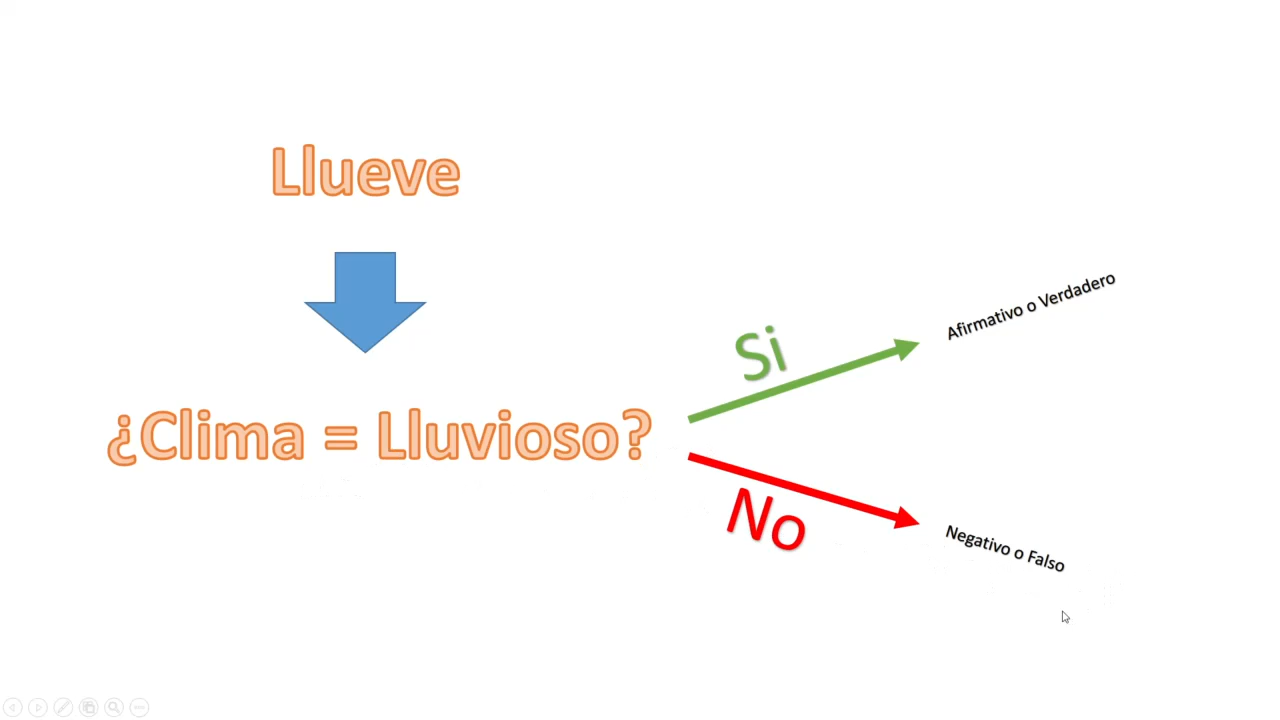 Llueve
¿Clima = Lluvioso?
Si
Afirmativo o Verdadero
No
Negativo o Falso